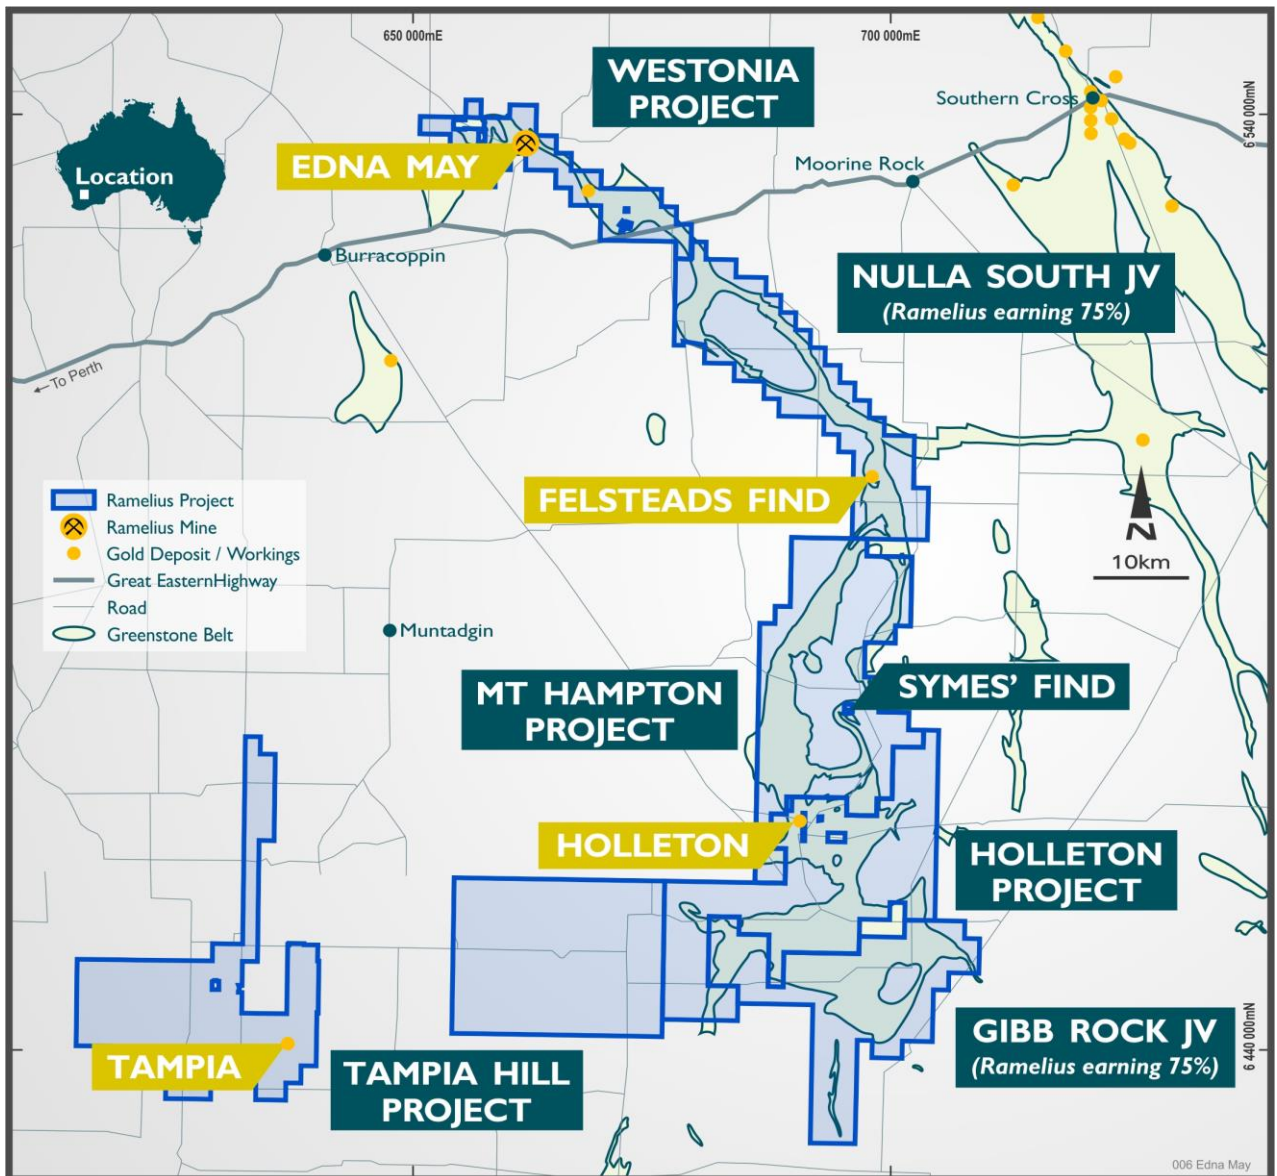 650 000mE
700 000mE
WESTONIA
PROJECT
Southern Cross
6 540 000mN
EDNA MAY
Moorine Rock
Location
Burracoppin
NULLA SOUTH JV
(Ramelius earning 75%)
To Perth
FELSTEADS FIND
N
10km
Ramelius Project
Ramelius Mine
Gold Deposit / Workings
Great EasternHighway
Road
Greenstone Belt
Muntadgin
MT HAMPTON
PROJECT
SYMES' FIND
HOLLETON
HOLLETON
PROJECT
GIBB ROCK JV
(Ramelius earning 75%)
6 440 000mN
TAMPIA
TAMPIA HILL
PROJECT
006 Edna May